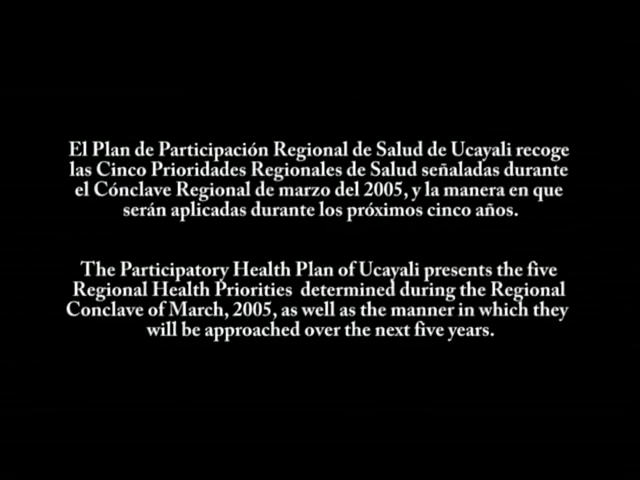 El Plan de Participación Regional de Salud de Ucayali recoge
las Cinco Prioridades Regionales de Salud señaladas durante
el Cónclave Regional de marzo del 2005, y la manera en que
serán aplicadas durante los próximos cinco años.
The Participatory Health Plan of Ucayali presents the five
Regional Health Priorities determined during the Regional
Conclave of March, 2005, as well as the manner in which they
will be approached over the next five years.